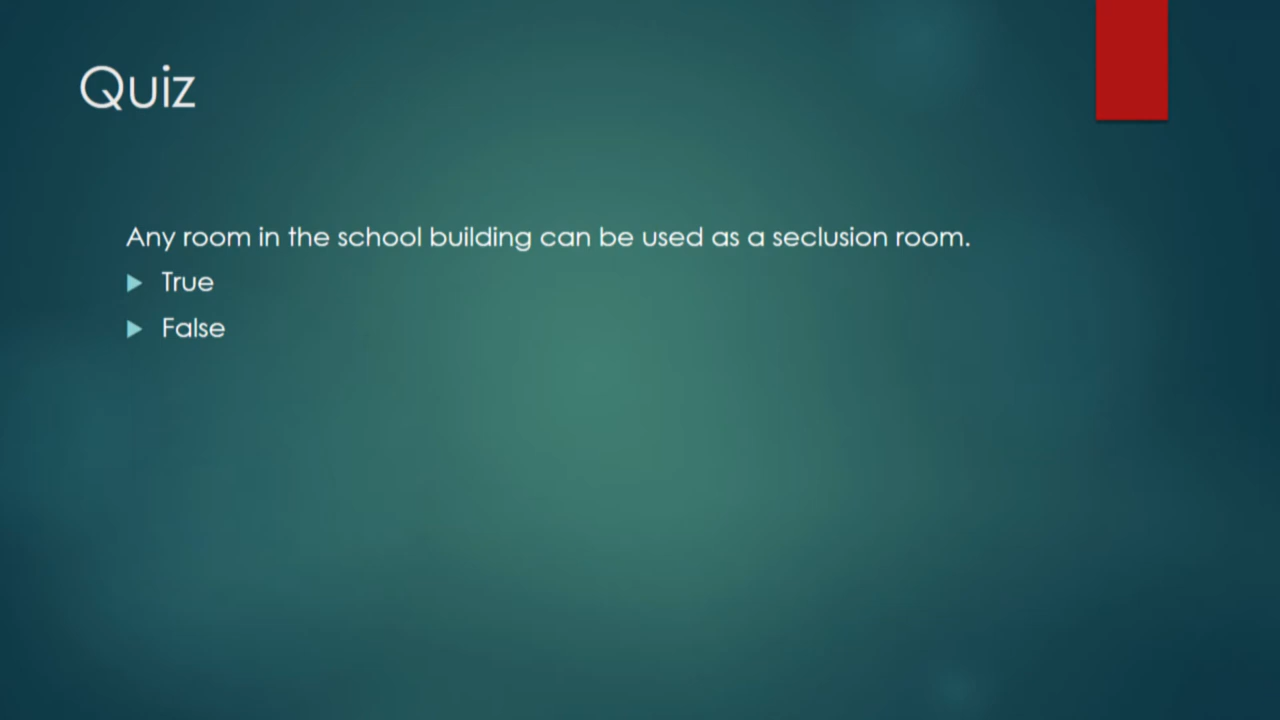 Quiz
Any room in the school building can be used as a seclusion room.
True
False